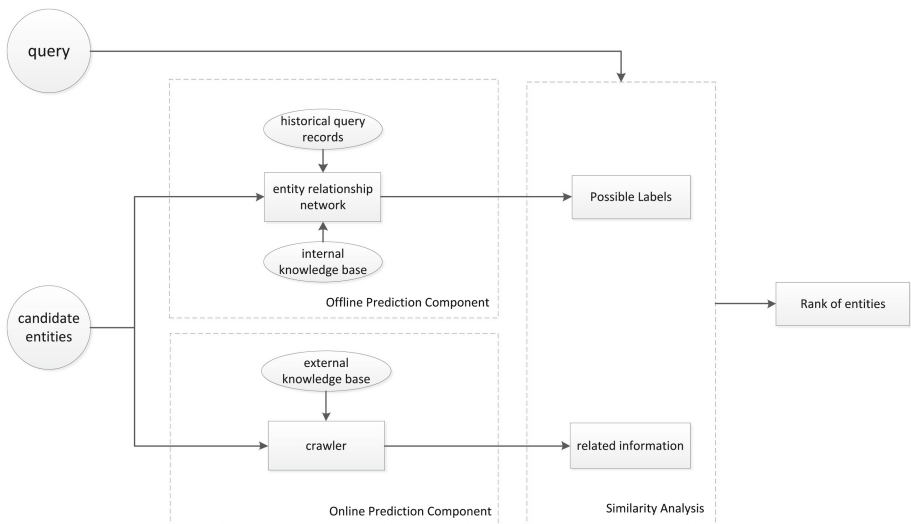 query
historical query
records
entity relationship
network
Possible Labels
internal
knowledge base
Offline Prediction Component
candidate
entities
Rank of entities
external
knowledge base
crawler
related information
Online Prediction Component
Similarity Analysis